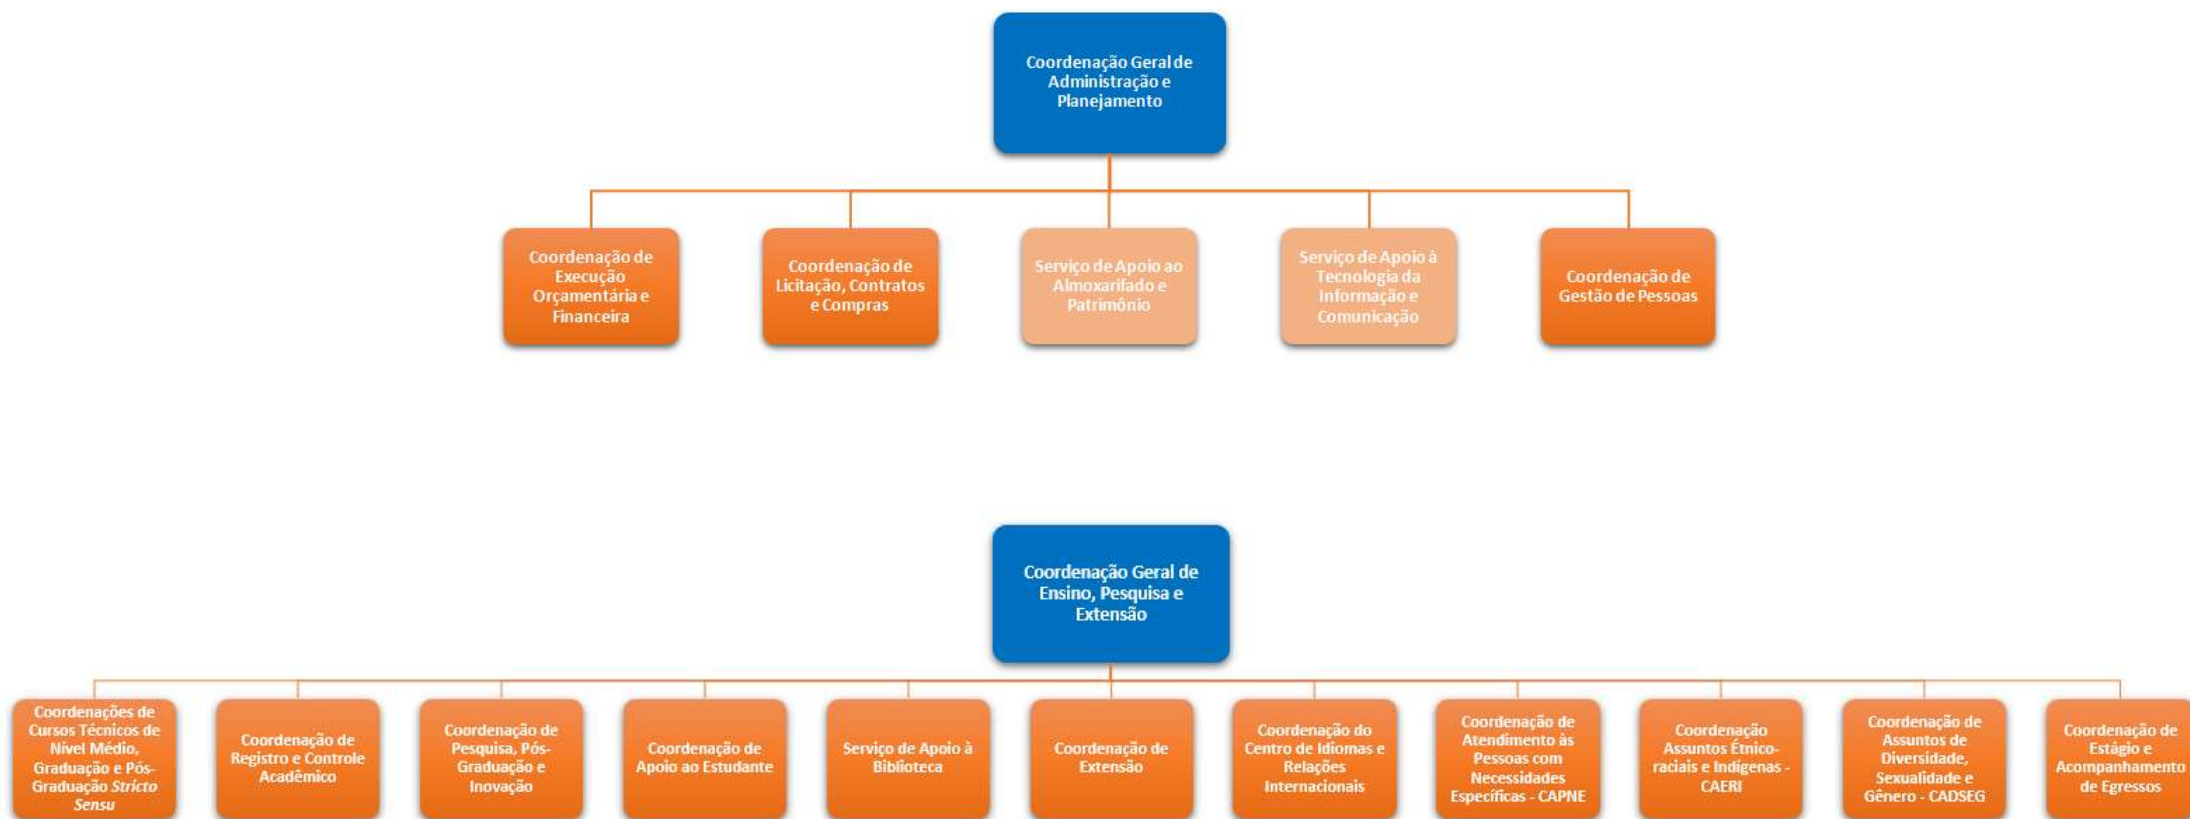 Coordenação Geral de
Administração e
Planejamento
Coordenação de
Execução
Orçamentária e
Financeira
Coordenação de
Licitação, Contratos
e Compras
Serviço de Apoio ao
Almoxarifado e
Patrimônio
Serviço de Apoio à
Tecnologia da
Informação e
Comunicação
Coordenação de
Gestão de Pessoas
Coordenação Geral de
Ensino, Pesquisa e
Extensão
Coordenações de
Cursos Técnicos de
Nível Médio,
Graduação e Pós-
Graduação Stricto
Sensu
Coordenação de
Registro e Controle
Acadêmico
Coordenação de
Pesquisa, Pós-
Graduação e
Inovação
Coordenação de
Apoio ao Estudante
Serviço de Apoio à
Biblioteca
Coordenação de
Extensão
Coordenação do
Centro de Idiomas e
Relações
Internacionais
Coordenação de
Atendimento às
Pessoas com
Necessidades
Específicas - CAPNE
Coordenação
Assuntos Étnico-
raciais e Indígenas -
CAERI
Coordenação de
Assuntos de
Diversidade,
Sexualidade e
Gênero - CADSEG
Coordenação de
Estágio e
Acompanhamento
de Egressos